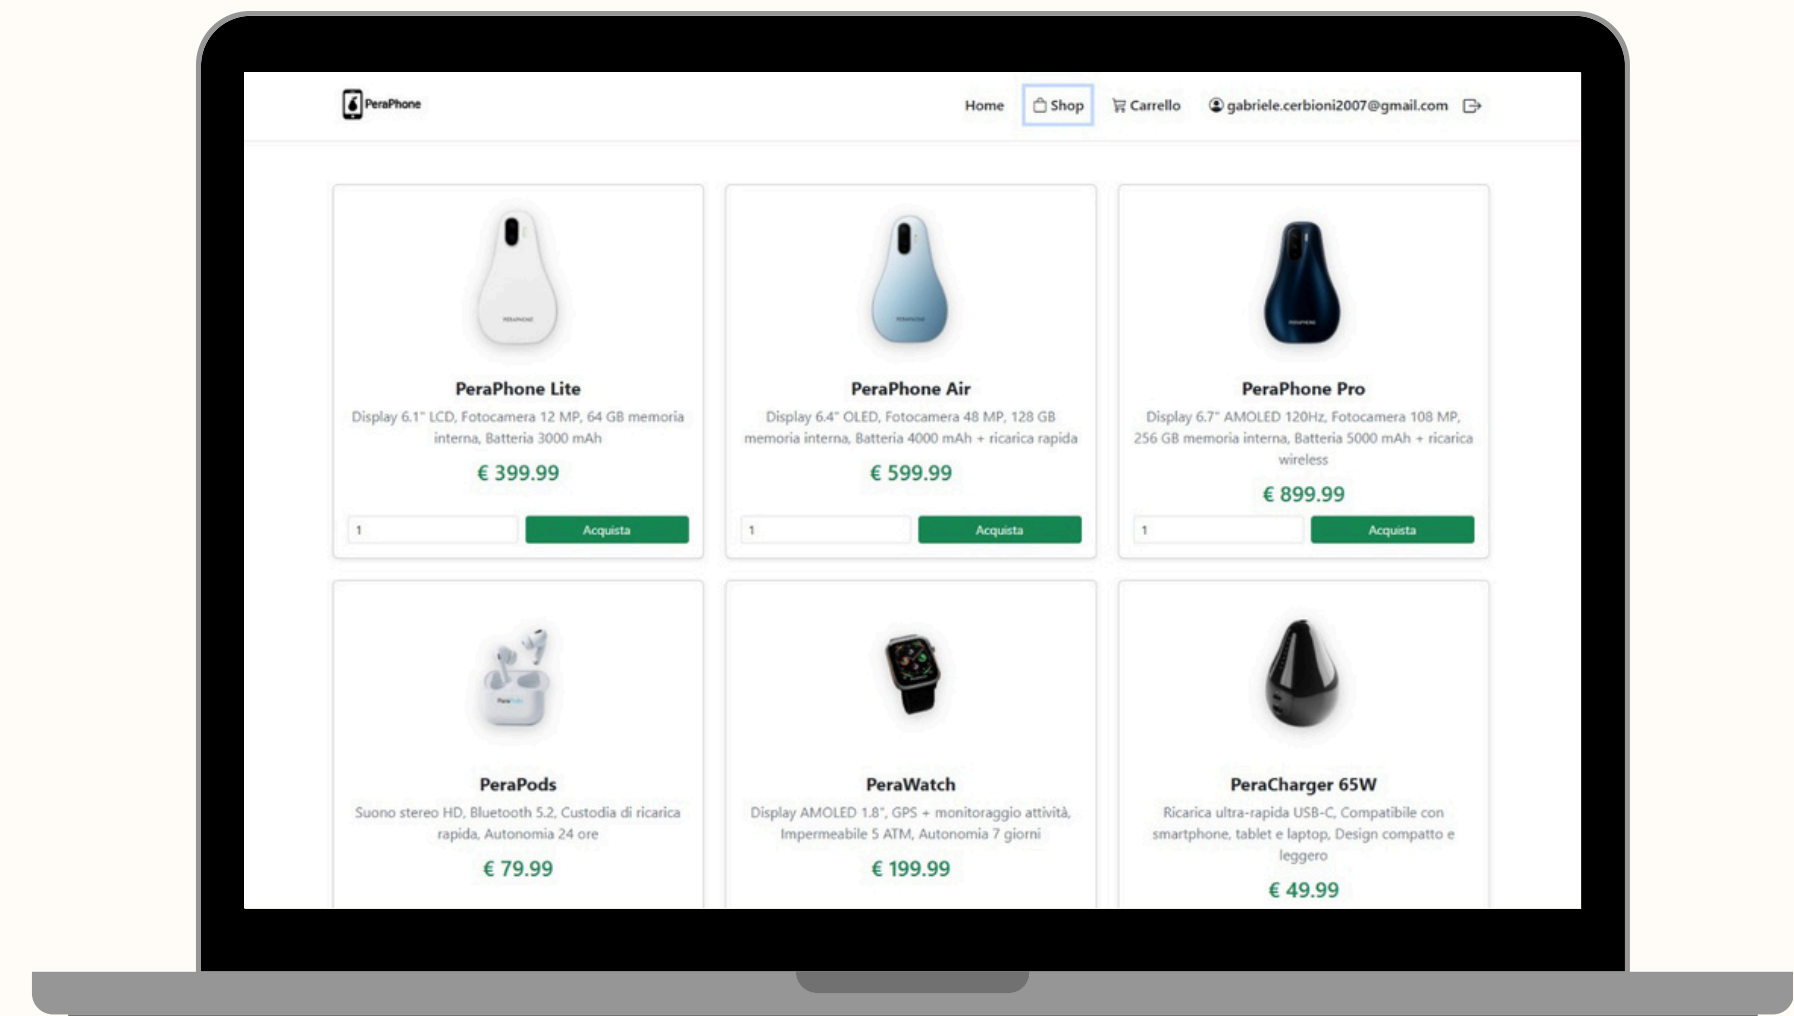 PeraPhone
Home
Shop
Carrello
gabriele.cerbioni2007@gmail.com
PERAPHONE
PERAPHONE
PERAPHONE
PeraPhone Lite
Display 6.1" LCD, Fotocamera 12 MP, 64 GB memoria
interna, Batteria 3000 mAh
€ 399.99
1
Acquista
PeraPhone Air
Display 6.4" OLED, Fotocamera 48 MP, 128 GB
memoria interna, Batteria 4000 mAh + ricarica rapida
€ 599.99
1
Acquista
PeraPhone Pro
Display 6.7" AMOLED 120Hz, Fotocamera 108 MP,
256 GB memoria interna, Batteria 5000 mAh + ricarica
wireless
€ 899.99
1
Acquista
PeraPods
PeraPods
Suono stereo HD, Bluetooth 5.2, Custodia di ricarica
rapida, Autonomia 24 ore
€ 79.99
PeraWatch
Display AMOLED 1.8", GPS + monitoraggio attività,
Impermeabile 5 ATM, Autonomia 7 giorni
€ 199.99
PeraCharger 65W
Ricarica ultra-rapida USB-C, Compatibile con
smartphone, tablet e laptop, Design compatto e
leggero
€ 49.99